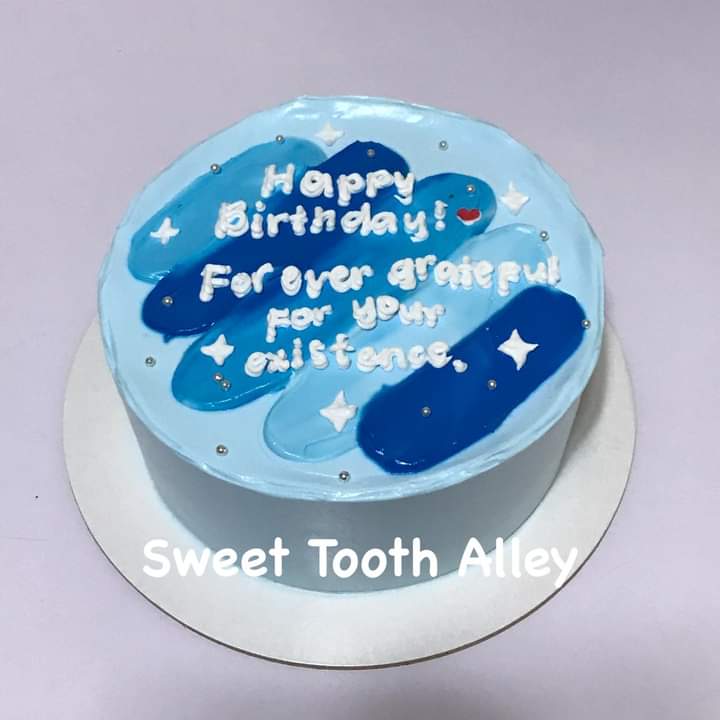 Happy
Birthday!
Forever grateful
for your
existence.
Sweet Tooth Alley